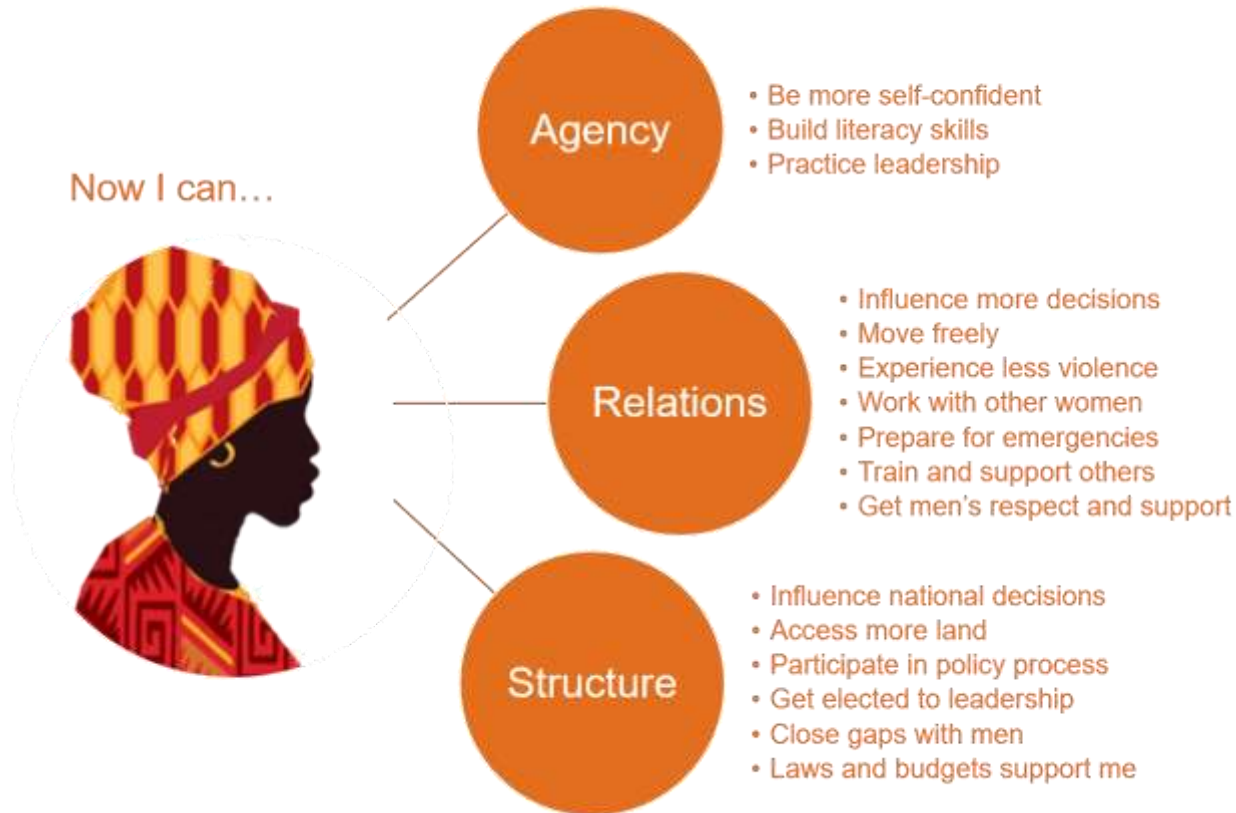 Now I can…
Agency
• Be more self-confident
• Build literacy skills
• Practice leadership
Relations
• Influence more decisions
• Move freely
• Experience less violence
• Work with other women
• Prepare for emergencies
• Train and support others
• Get men’s respect and support
Structure
• Influence national decisions
• Access more land
• Participate in policy process
• Get elected to leadership
• Close gaps with men
• Laws and budgets support me